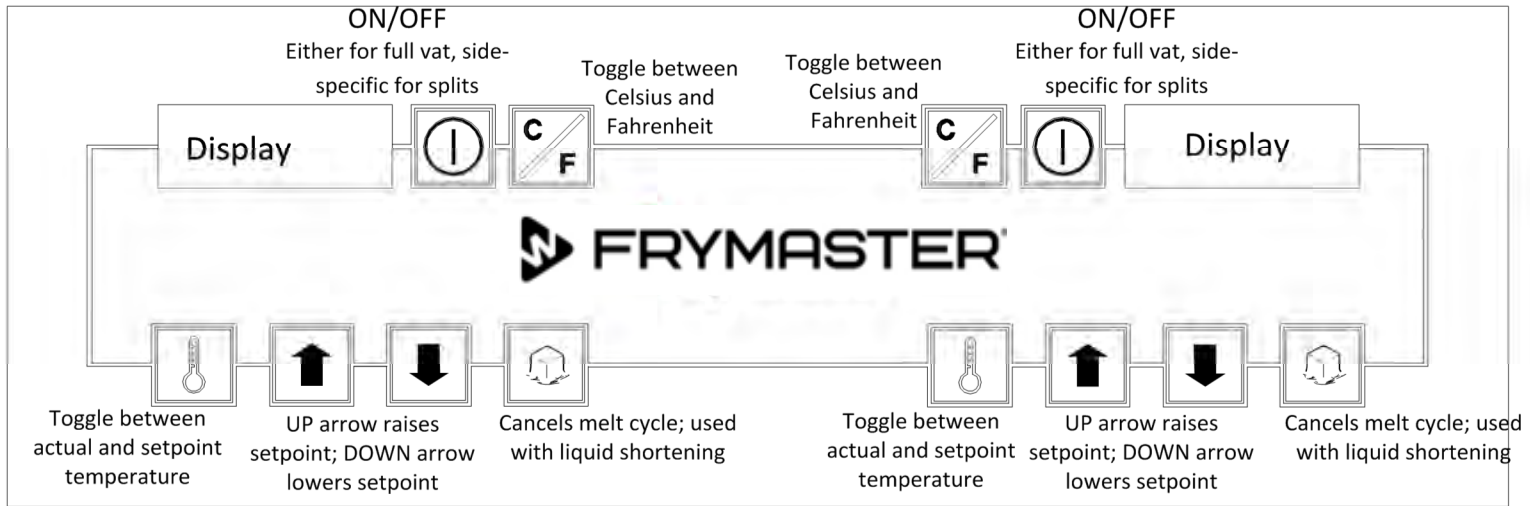 ON/OFF
Either for full vat, side-
specific for splits
Toggle between
Celsius and
Fahrenheit
Toggle between
Celsius and
Fahrenheit
ON/OFF
Either for full vat, side-
specific for splits
Display
C
F
C
F
Display
FRYMASTER
Toggle between
actual and setpoint
temperature
UP arrow raises
setpoint; DOWN arrow
lowers setpoint
Cancels melt cycle; used
with liquid shortening
Toggle between
actual and setpoint
temperature
UP arrow raises
setpoint; DOWN arrow
lowers setpoint
Cancels melt cycle; used
with liquid shortening